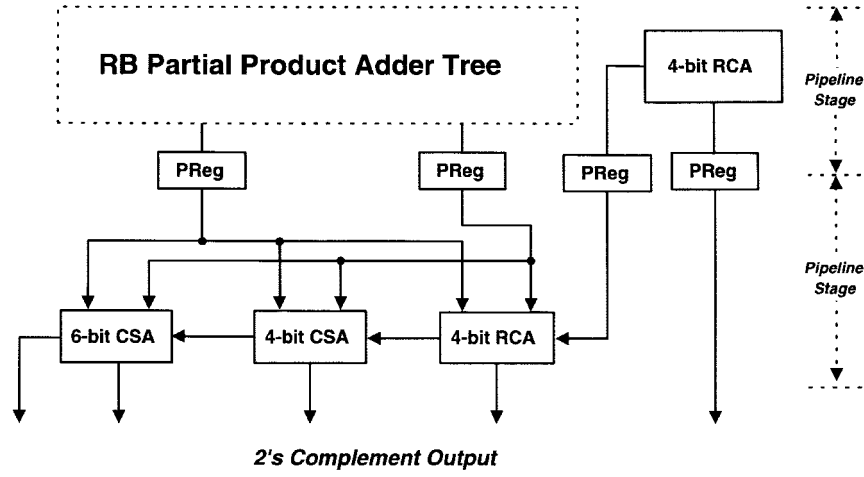 RB Partial Product Adder Tree
4-bit RCA
Pipeline
Stage
PReg
PReg
PReg
PReg
Pipeline
Stage
6-bit CSA
4-bit CSA
4-bit RCA
2's Complement Output